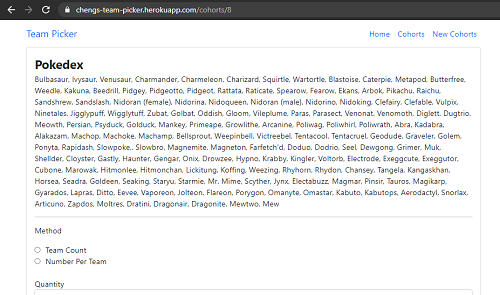 chengs-team-picker.herokuapp.com/cohorts/8
Team Picker
Home Cohorts New Cohorts
Pokedex
Bulbasaur, Ivysaur, Venusaur, Charmander, Charmeleon, Charizard, Squirtle, Wartortle, Blastoise, Caterpie, Metapod, Butterfree,
Weedle, Kakuna, Beedrill, Pidgey, Pidgeotto, Pidgeot, Rattata, Raticate, Spearow, Fearow, Ekans, Arbok, Pikachu, Raichu,
Sandshrew, Sandslash, Nidoran (female), Nidorina, Nidoqueen, Nidoran (male), Nidorino, Nidoking, Clefairy, Clefable, Vulpix,
Ninetales, Jigglypuff, Wigglytuff, Zubat, Golbat, Oddish, Gloom, Vileplume, Paras, Parasect, Venonat, Venomoth, Diglett, Dugtrio,
Meowth, Persian, Psyduck, Golduck, Mankey, Primeape, Growlithe, Arcanine, Poliwag, Poliwhirl, Poliwrath, Abra, Kadabra,
Alakazam, Machop, Machoke, Machamp, Bellsprout, Weepinbell, Victreebel, Tentacool, Tentacruel, Geodude, Graveler, Golem,
Ponyta, Rapidash, Slowpoke,, Slowbro, Magnemite, Magneton, Farfetch'd, Doduo, Dodrio, Seel, Dewgong, Grimer, Muk,
Shellder, Cloyster, Gastly, Haunter, Gengar, Onix, Drowzee, Hypno, Krabby, Kingler, Voltorb, Electrode, Exeggcute, Exeggutor,
Cubone, Marowak, Hitmonlee, Hitmonchan, Lickitung, Koffing, Weezing, Rhyhorn, Rhydon, Chansey, Tangela, Kangaskhan,
Horsea, Seadra, Goldeen, Seaking, Staryu, Starmie, Mr. Mime, Scyther, Jynx, Electabuzz, Magmar, Pinsir, Tauros, Magikarp,
Gyarados, Lapras, Ditto, Eevee, Vaporeon, Jolteon, Flareon, Porygon, Omanyte, Omastar, Kabuto, Kabutops, Aerodactyl, Snorlax,
Articuno, Zapdos, Moltres, Dratini, Dragonair, Dragonite, Mewtwo, Mew
Method
Team Count
Number Per Team
Quantity